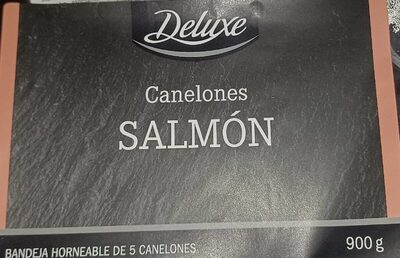 Deluxe
Canelones
SALMÓN
BANDEJA HORNEABLE DE 5 CANELONES
900 g